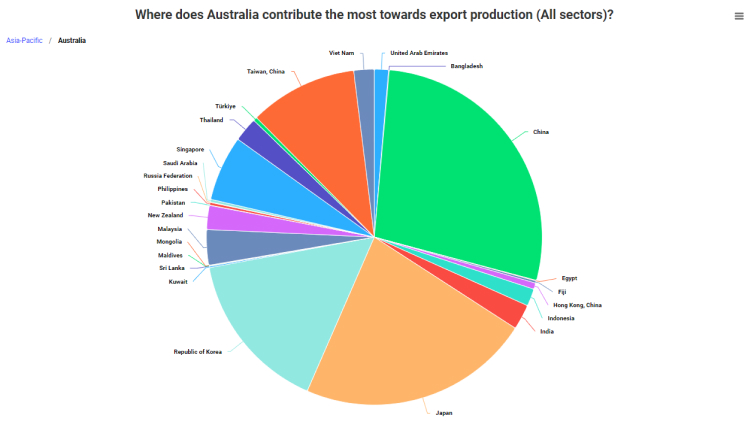 Where does Australia contribute the most towards export production (All sectors)?
Asia-Pacific / Australia
Viet Nam
United Arab Emirates
Bangladesh
Taiwan, China
Türkiye
Thailand
China
Singapore
Saudi Arabia
Russia Federation
Philippines
Pakistan
New Zealand
Malaysia
Mongolia
Maldives
Sri Lanka
Kuwait
Egypt
Fiji
Hong Kong, China
Indonesia
India
Republic of Korea
Japan